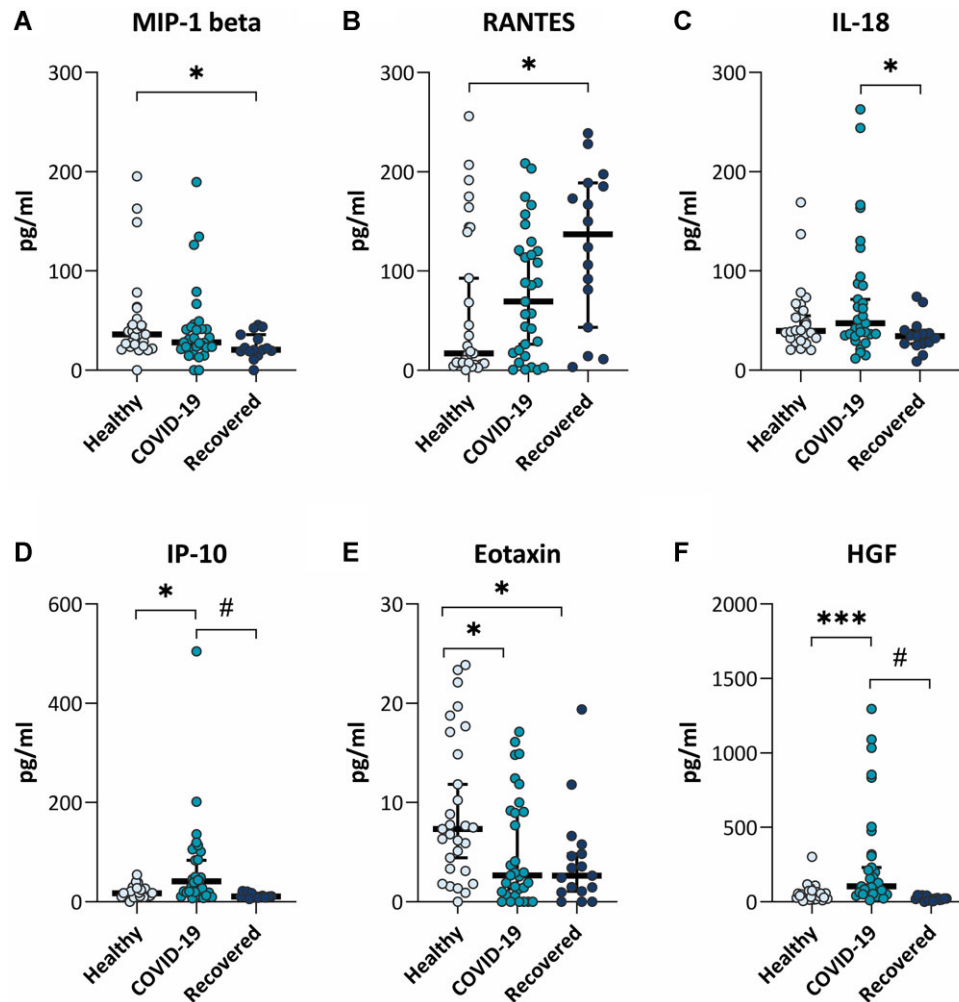 A MIP-1 beta
300
200
100
0
pg/ml
*
Healthy
COVID-19
Recovered
B RANTES
300
200
100
0
pg/ml
*
Healthy
COVID-19
Recovered
C IL-18
300
200
100
0
pg/ml
*
Healthy
COVID-19
Recovered
D IP-10
600
400
200
0
pg/ml
*
#
Healthy
COVID-19
Recovered
E Eotaxin
30
20
10
0
pg/ml
*
*
Healthy
COVID-19
Recovered
F HGF
2000
1500
1000
500
0
pg/ml
***
#
Healthy
COVID-19
Recovered